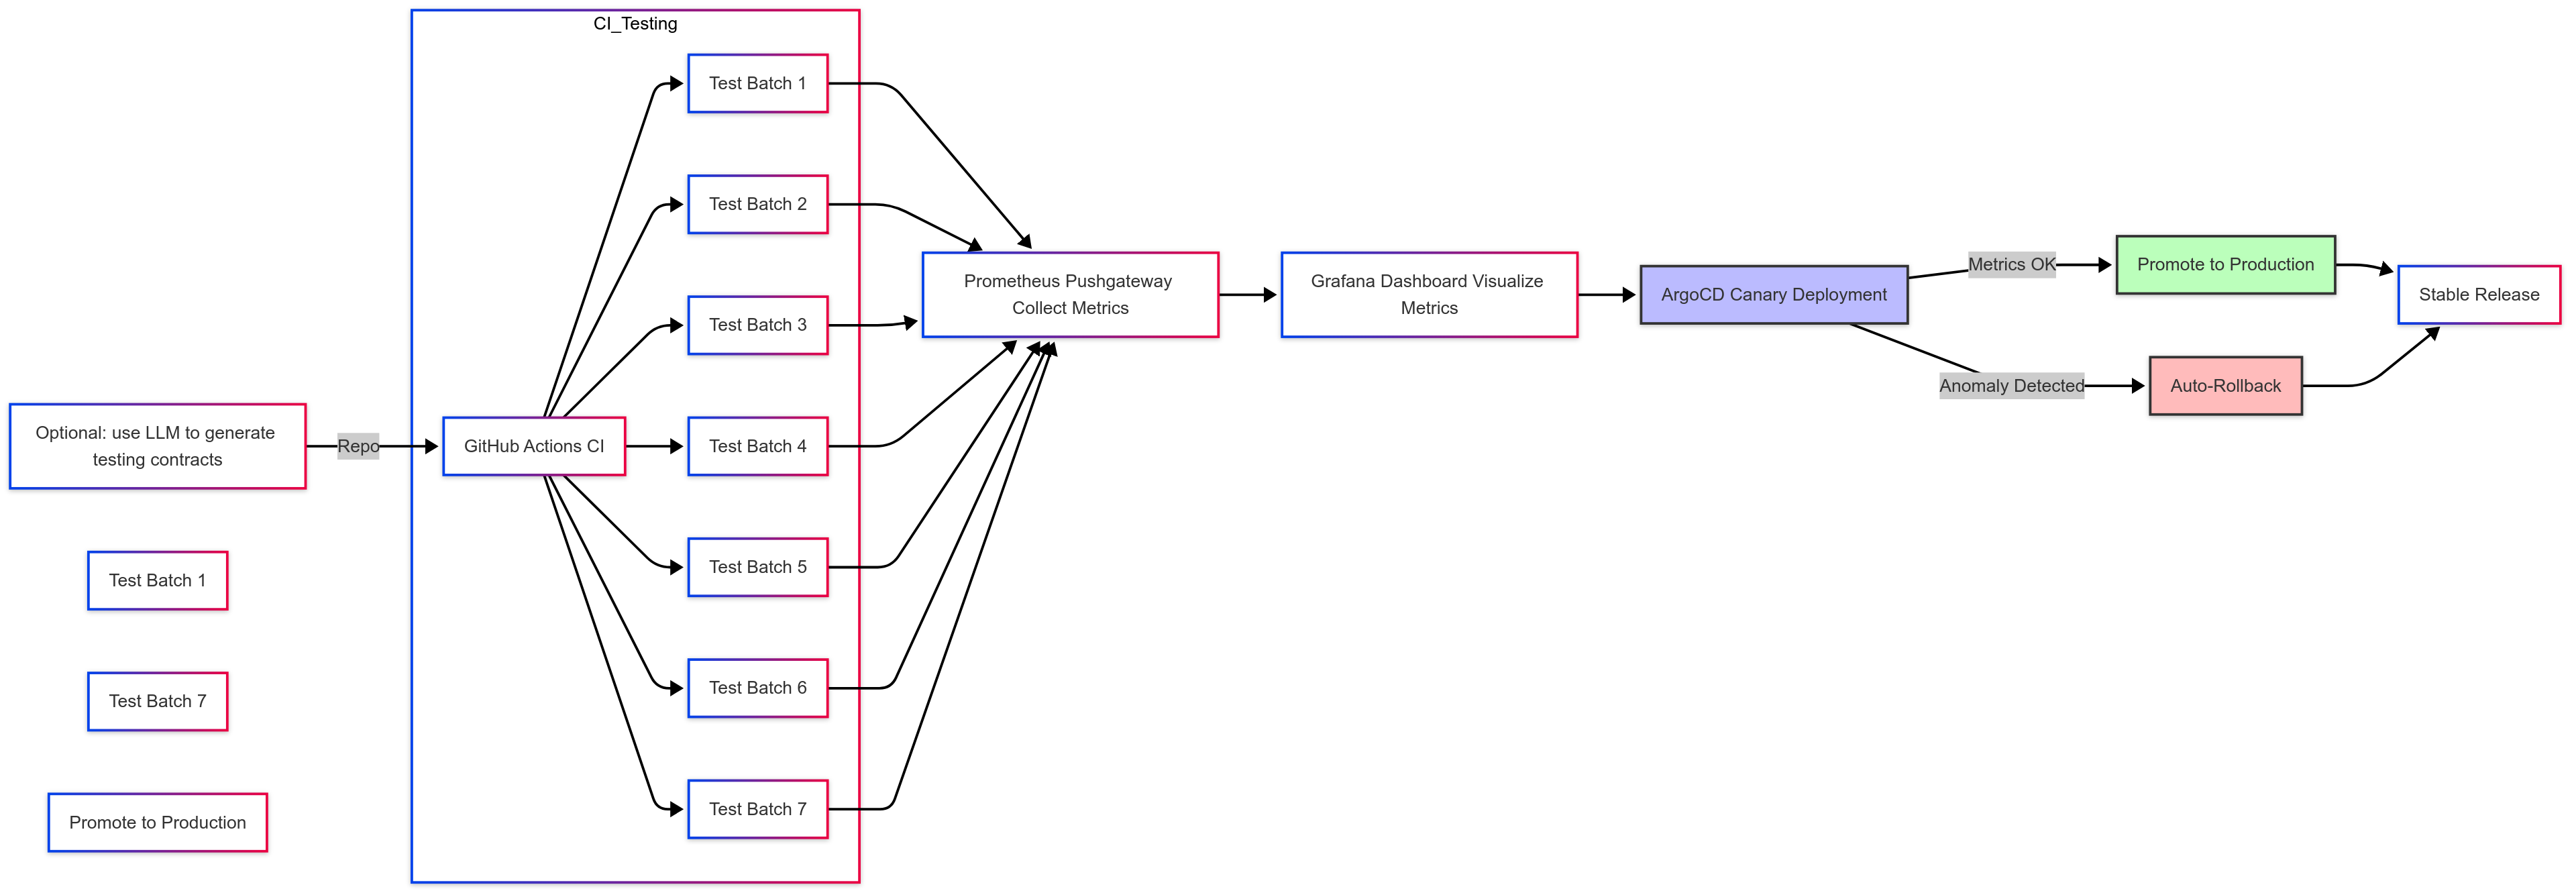 CI_Testing
Test Batch 1
Test Batch 2
Test Batch 3
Test Batch 4
Test Batch 5
Test Batch 6
Test Batch 7
Optional: use LLM to generate
testing contracts
Repo
GitHub Actions CI
Test Batch 1
Test Batch 7
Promote to Production
Prometheus Pushgateway
Collect Metrics
Grafana Dashboard Visualize
Metrics
ArgoCD Canary Deployment
Metrics OK
Anomaly Detected
Promote to Production
Auto-Rollback
Stable Release